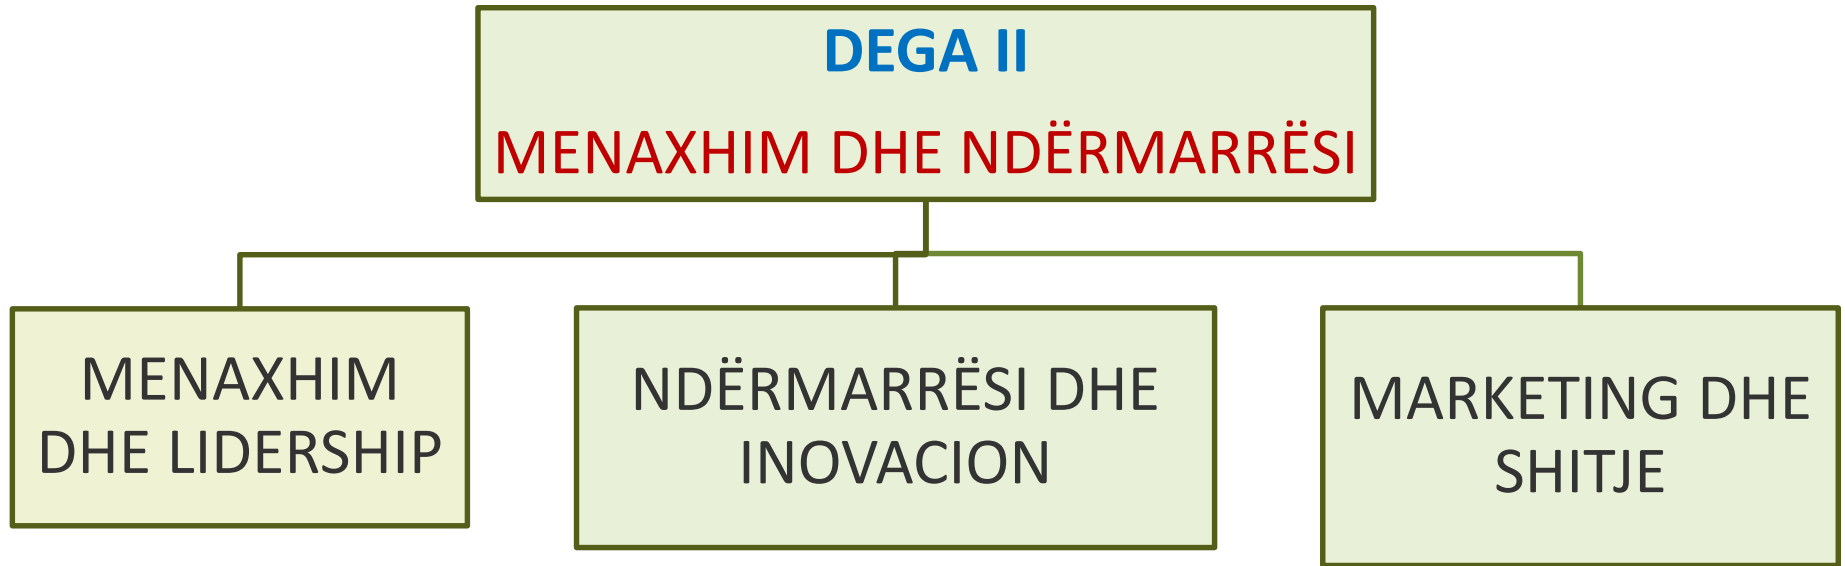 DEGA II
MENAXHIM DHE NDËRMARRËSI
MENAXHIM
DHE LIDERSHIP
NDËRMARRËSI DHE
INOVACION
MARKETING DHE
SHITJE